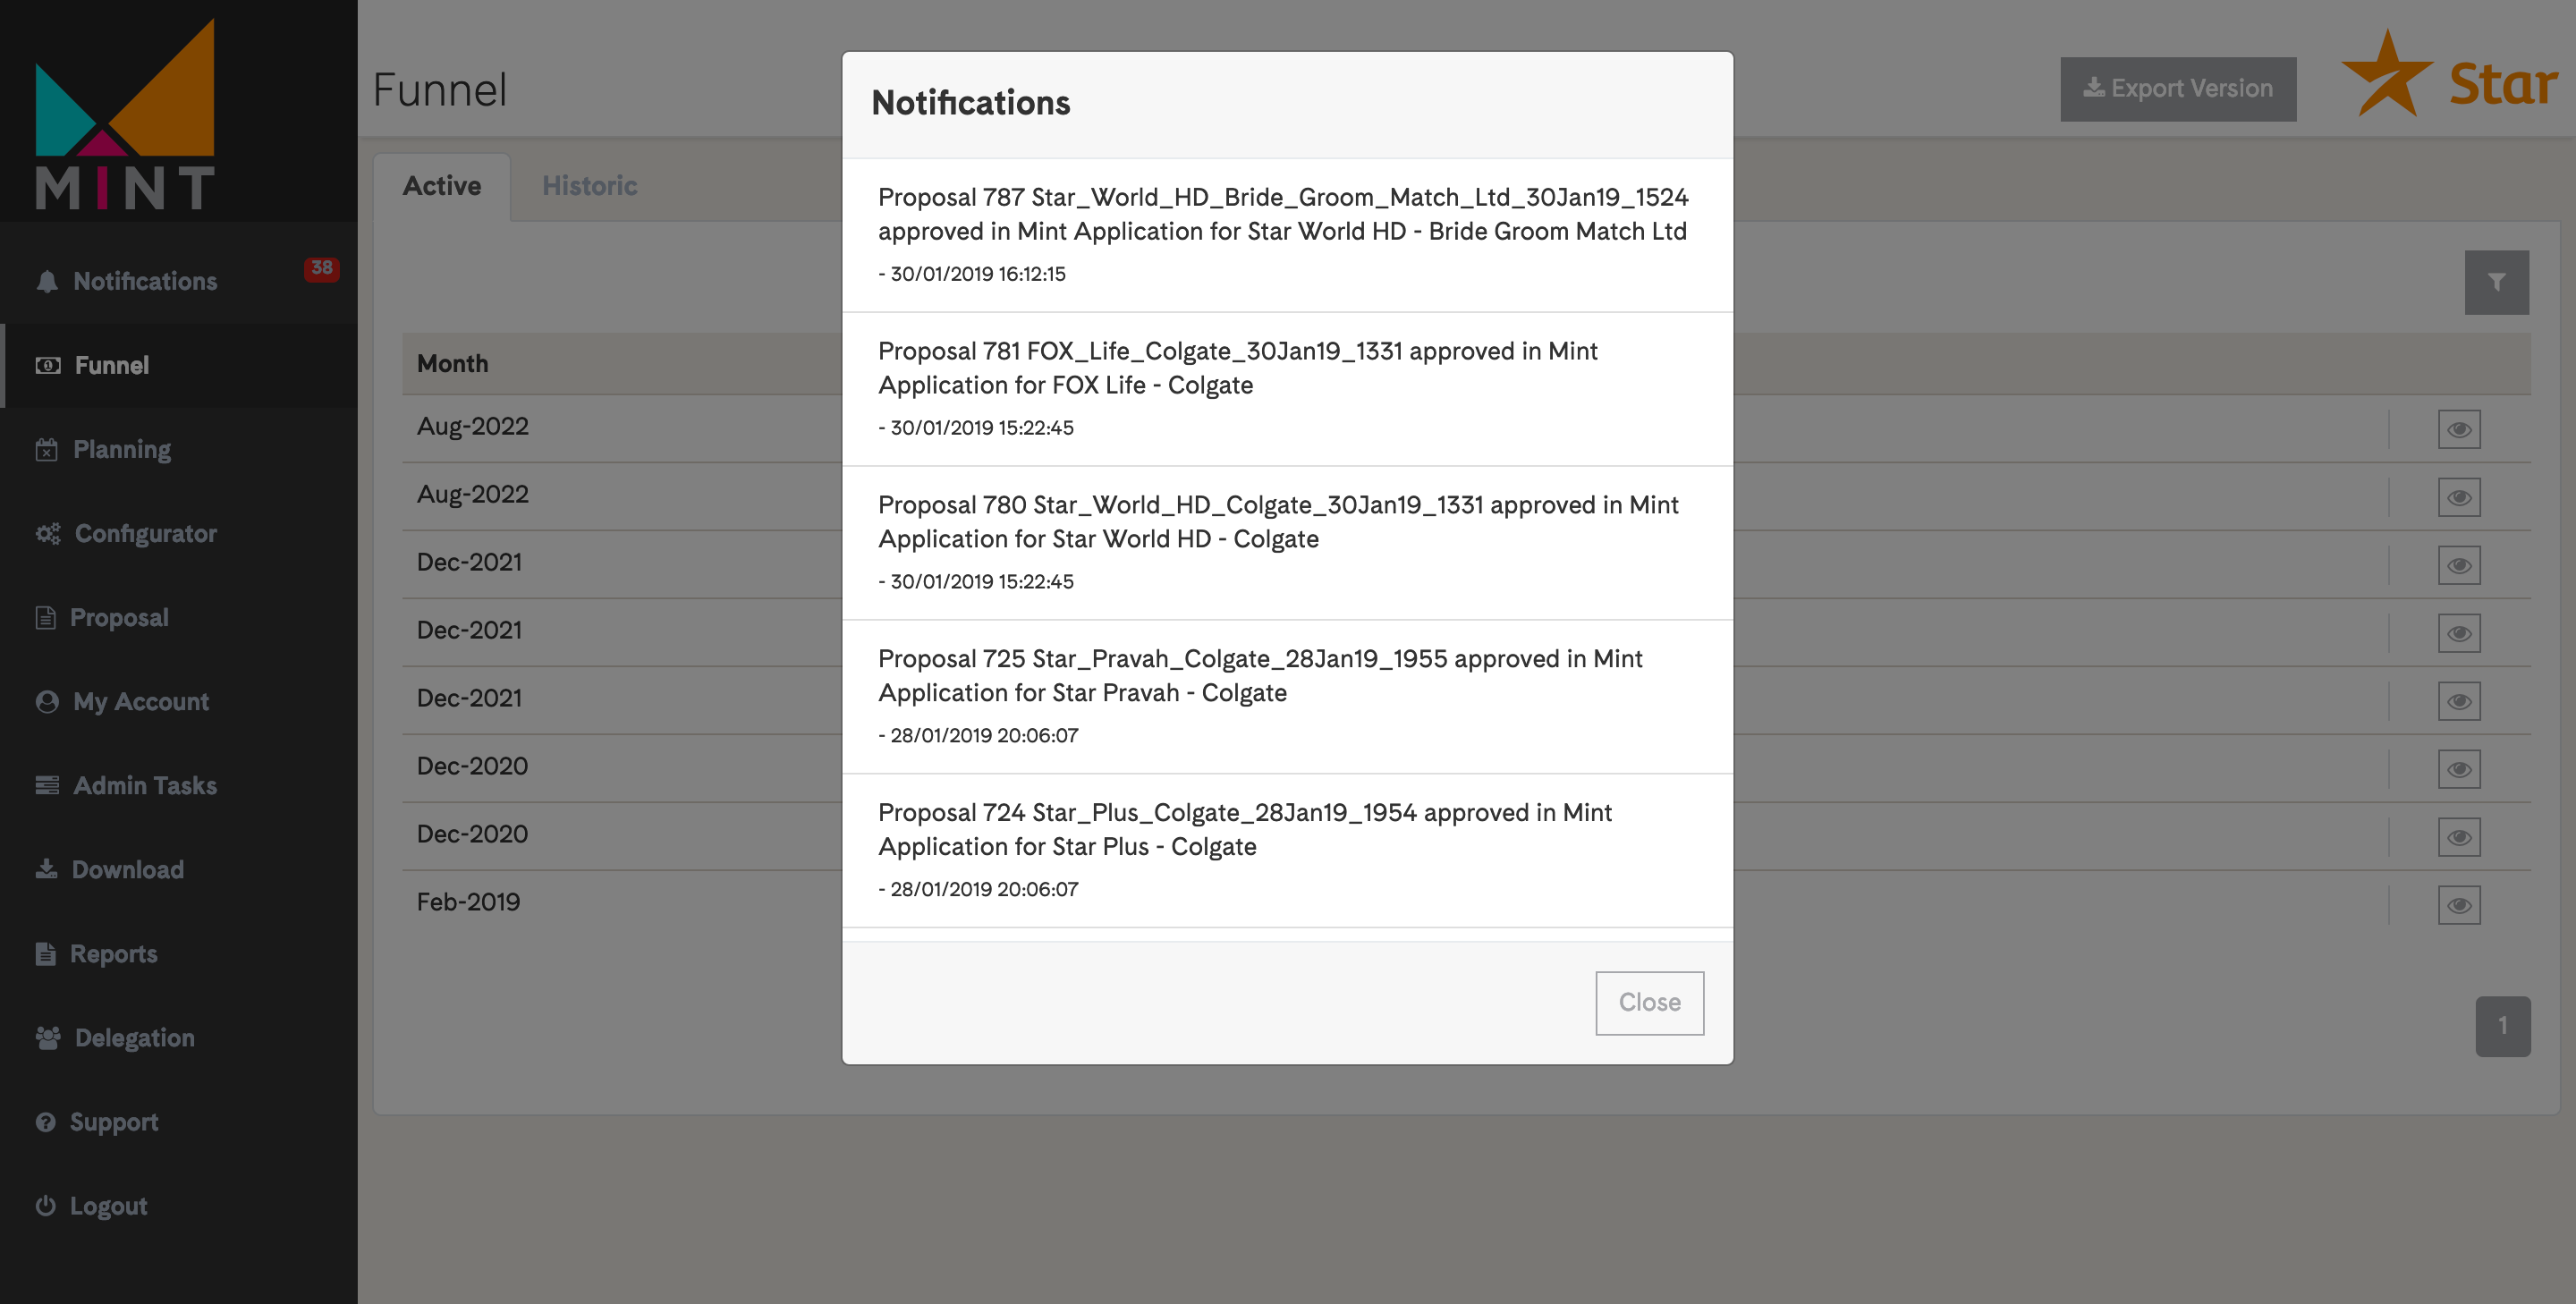 MINT
Notifications
38
Funnel
Planning
Configurator
Proposal
My Account
Admin Tasks
Download
Reports
Delegation
Support
Logout
Funnel
Export Version
Star
Active
Historic
Month
Aug-2022
Aug-2022
Dec-2021
Dec-2021
Dec-2021
Dec-2020
Dec-2020
Feb-2019
1
Notifications
Proposal 787 Star_World_HD_Bride_Groom_Match_Ltd_30Jan19_1524
approved in Mint Application for Star World HD - Bride Groom Match Ltd
- 30/01/2019 16:12:15
Proposal 781 FOX_Life_Colgate_30Jan19_1331 approved in Mint
Application for FOX Life - Colgate
- 30/01/2019 15:22:45
Proposal 780 Star_World_HD_Colgate_30Jan19_1331 approved in Mint
Application for Star World HD - Colgate
- 30/01/2019 15:22:45
Proposal 725 Star_Pravah_Colgate_28Jan19_1955 approved in Mint
Application for Star Pravah - Colgate
- 28/01/2019 20:06:07
Proposal 724 Star_Plus_Colgate_28Jan19_1954 approved in Mint
Application for Star Plus - Colgate
- 28/01/2019 20:06:07
Close